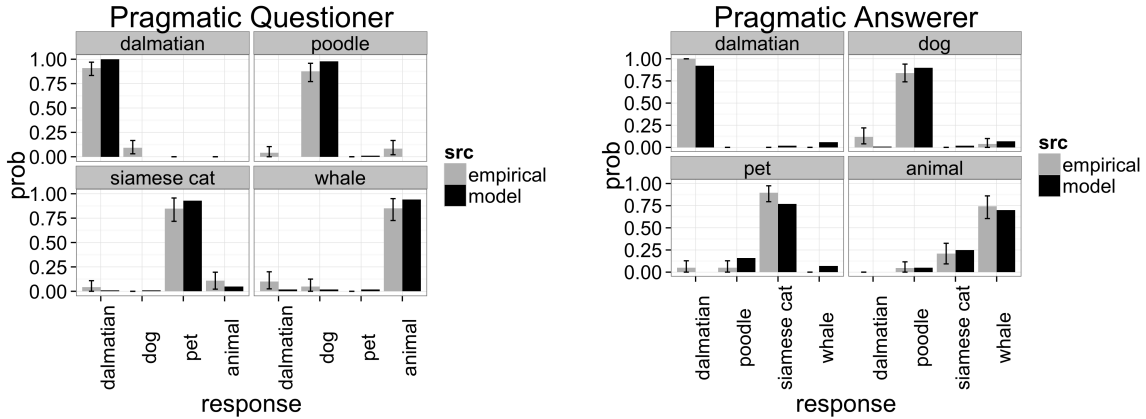 Pragmatic Questioner
dalmatian
poodle
1.00
0.75
0.50
0.25
0.00
siamese cat
whale
1.00
0.75
0.50
0.25
0.00
prob
dalmatian
dog
pet
animal
dalmatian
dog
pet
animal
response
src
empirical
model
Pragmatic Answerer
dalmatian
dog
1.00
0.75
0.50
0.25
0.00
pet
animal
1.00
0.75
0.50
0.25
0.00
prob
dalmatian
poodle
siamese cat
whale
dalmatian
poodle
siamese cat
whale
response
src
empirical
model